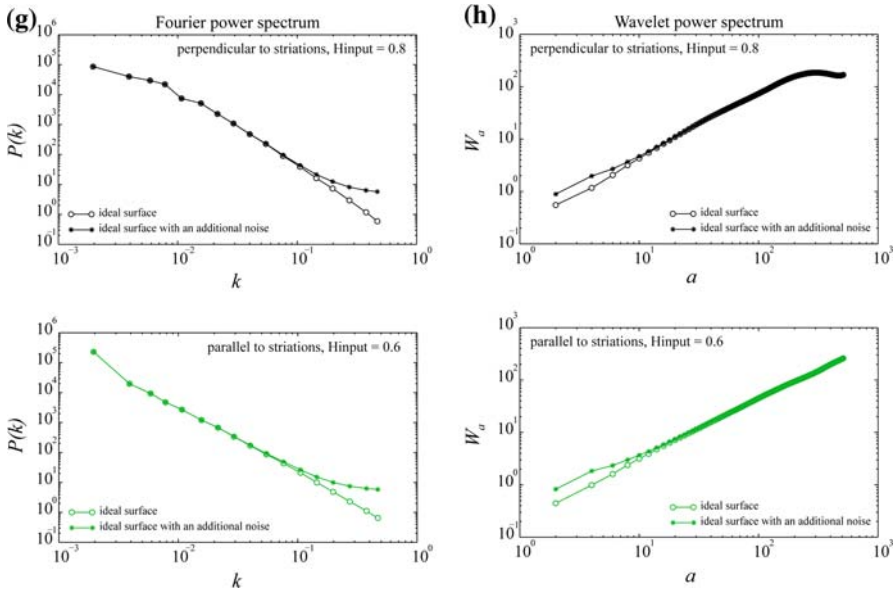 (g)
Fourier power spectrum
perpendicular to striations, Hinput = 0.8
P(k)
10^6
10^5
10^4
10^3
10^2
10^1
10^0
10^-1
ideal surface
ideal surface with an additional noise
10^-3 10^-2 10^-1 10^0
k
(h)
Wavelet power spectrum
perpendicular to striations, Hinput = 0.8
W_a
10^3
10^2
10^1
10^0
10^-1
ideal surface
ideal surface with an additional noise
10^0 10^1 10^2 10^3
a
parallel to striations, Hinput = 0.6
P(k)
10^6
10^5
10^4
10^3
10^2
10^1
10^0
10^-1
ideal surface
ideal surface with an additional noise
10^-3 10^-2 10^-1 10^0
k
parallel to striations, Hinput = 0.6
W_a
10^3
10^2
10^1
10^0
10^-1
ideal surface
ideal surface with an additional noise
10^0 10^1 10^2 10^3
a